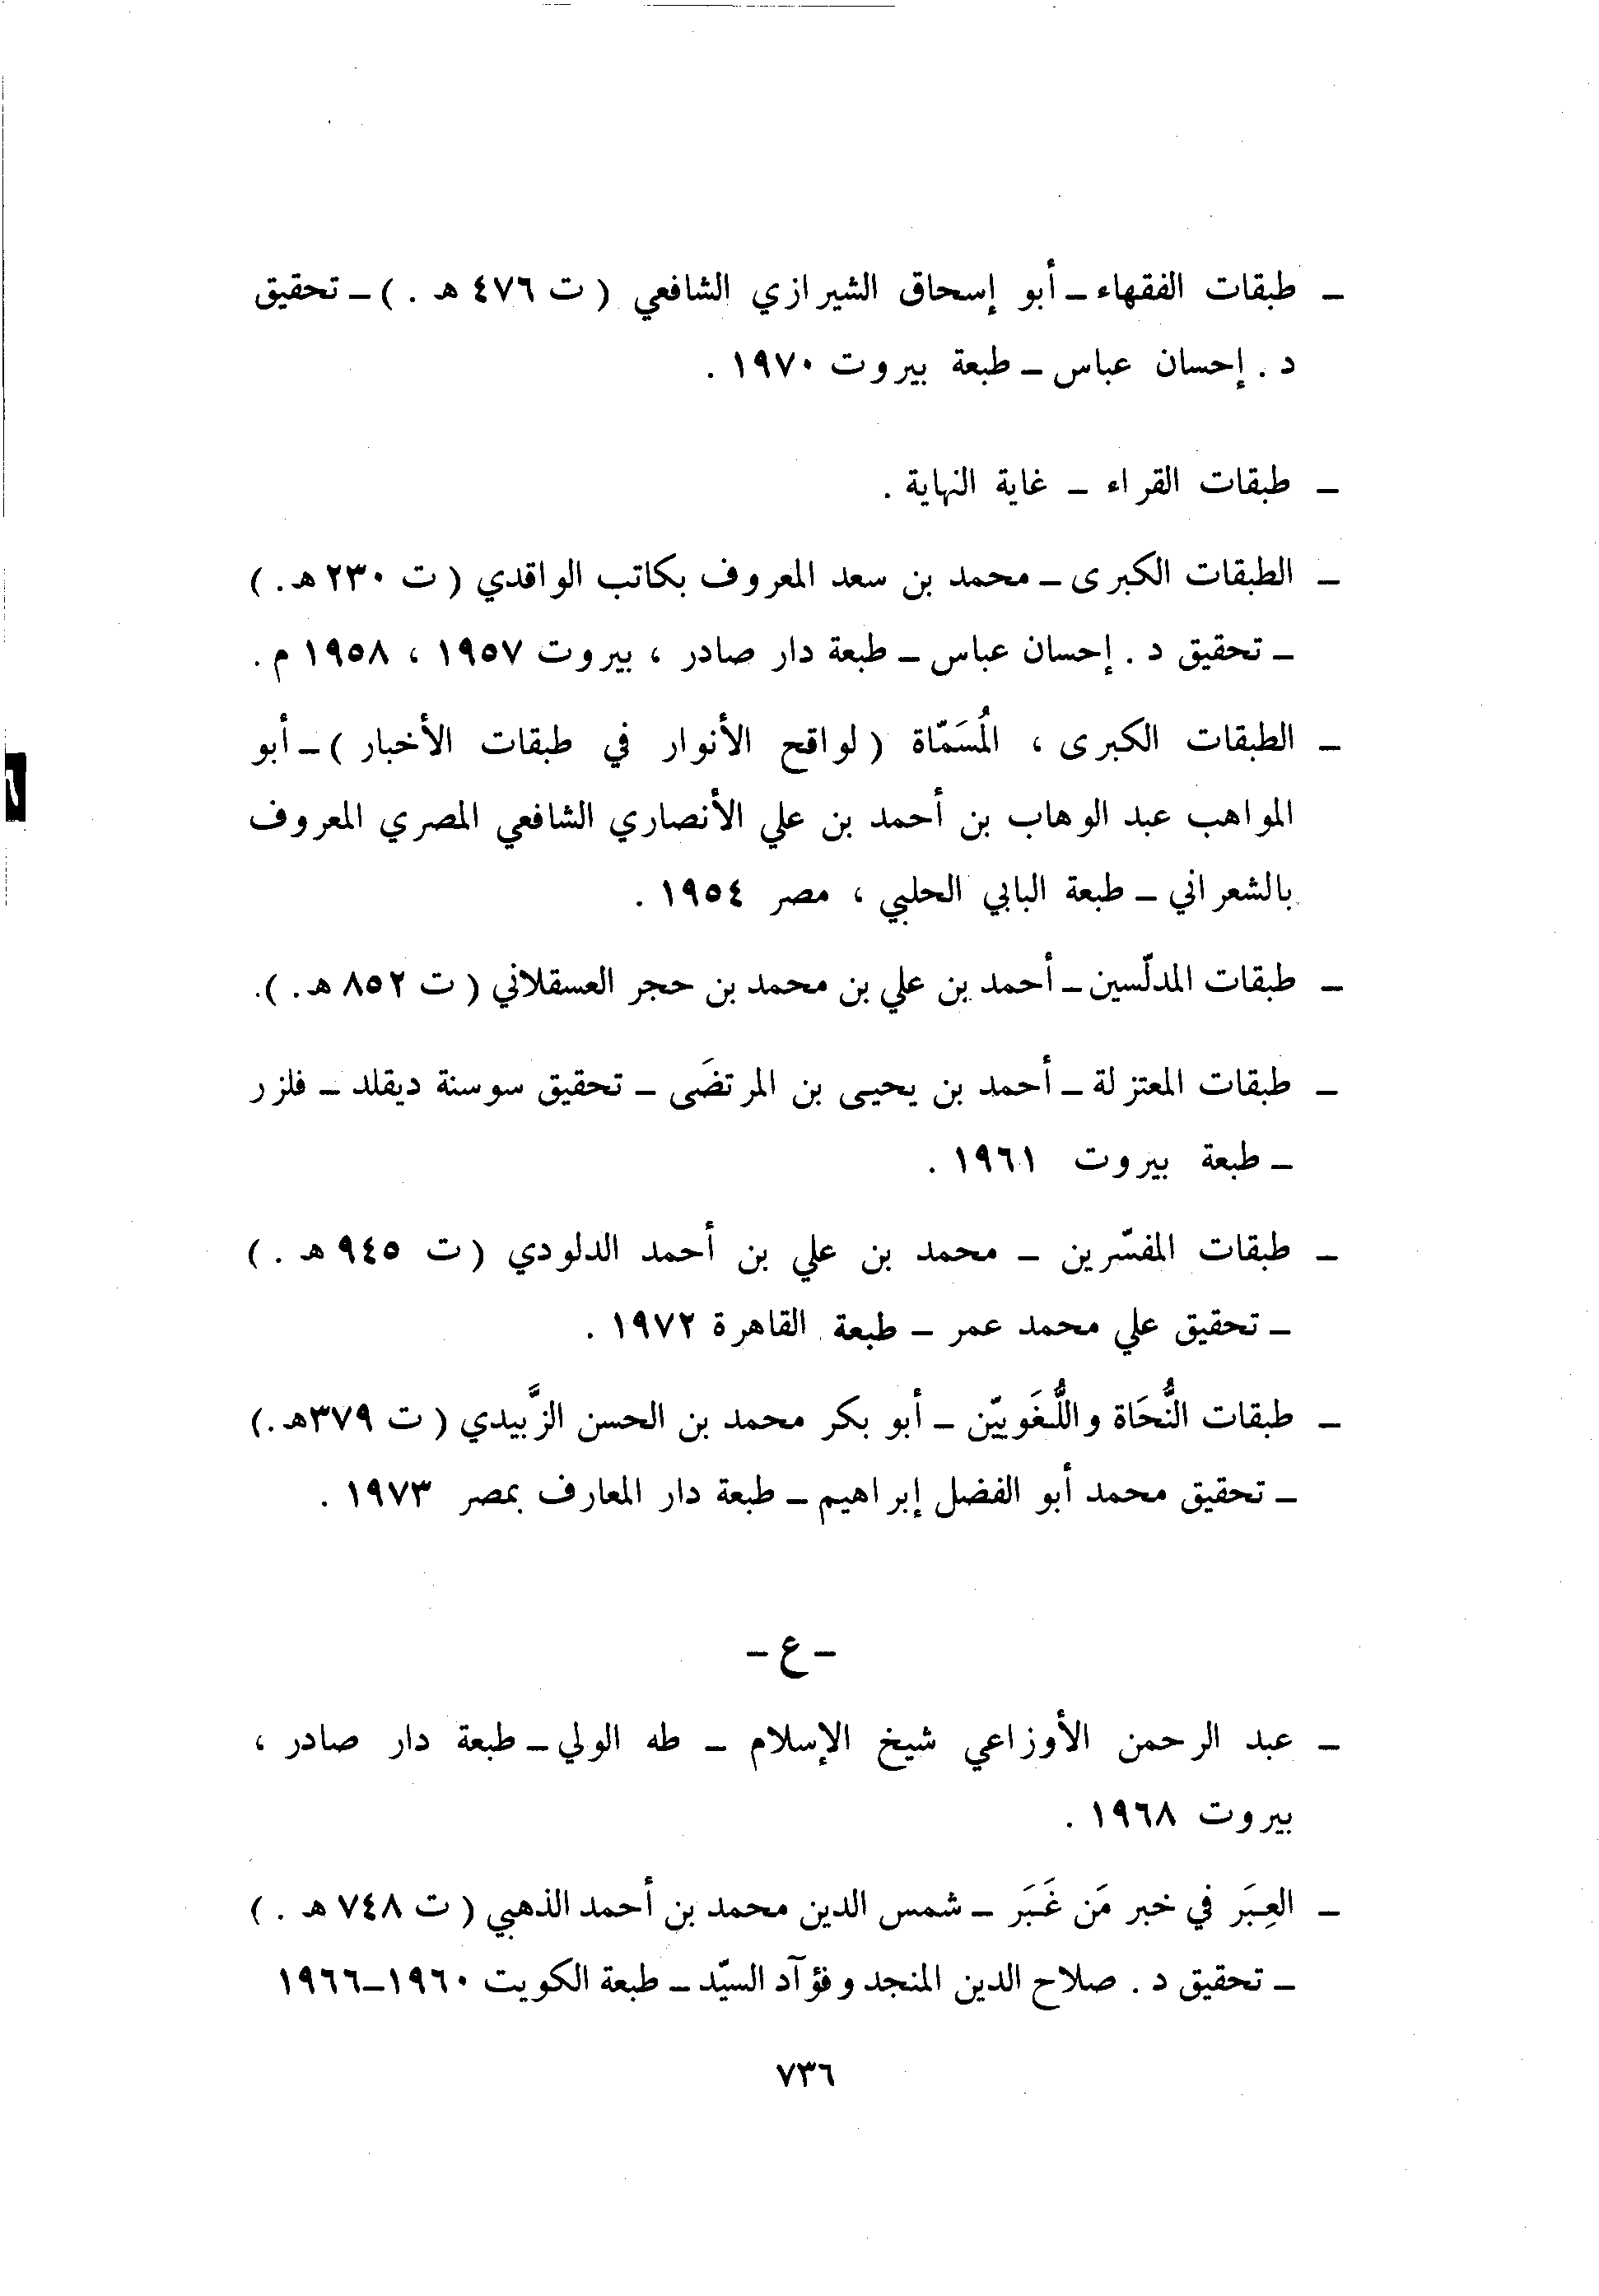 ـ طبقات الفقهاء ـ أبو إسحاق الشيرازي الشافعي ( ت ٤٧٦ هـ . ) ـ تحقيق
د . إحسان عباس ـ طبعة بيروت ١٩٧٠ .
ـ طبقات القراء ـ غاية النهاية .
ـ الطبقات الكبرى ـ محمد بن سعد المعروف بكاتب الواقدي ( ت ٢٣٠ هـ . )
ـ تحقيق د . إحسان عباس ـ طبعة دار صادر ، بيروت ١٩٥٧ ، ١٩٥٨ م .
ـ الطبقات الكبرى ، المُسَمّاة ( لواقح الأنوار في طبقات الأخبار ) ـ أبو
المواهب عبد الوهاب بن أحمد بن علي الأنصاري الشافعي المصري المعروف
بالشعراني ـ طبعة البابي الحلبي ، مصر ١٩٥٤ .
ـ طبقات المدلّسين ـ أحمد بن علي بن محمد بن حجر العسقلاني ( ت ٨٥٢ هـ . ) .
ـ طبقات المعتزلة ـ أحمد بن يحيى بن المرتضَى ـ تحقيق سوسنة ديقلد ـ فلزر
ـ طبعة بيروت ١٩٦١ .
ـ طبقات المفسّرين ـ محمد بن علي بن أحمد الدلودي ( ت ٩٤٥ هـ . )
ـ تحقيق علي محمد عمر ـ طبعة القاهرة ١٩٧٢ .
ـ طبقات النُّحَاة واللُّغَويّين ـ أبو بكر محمد بن الحسن الزَّبيدي ( ت ٣٧٩هـ . )
ـ تحقيق محمد أبو الفضل إبراهيم ـ طبعة دار المعارف بمصر ١٩٧٣ .
ـ ع ـ
ـ عبد الرحمن الأوزاعي شيخ الإسلام ـ طه الولي ـ طبعة دار صادر ،
بيروت ١٩٦٨ .
ـ العِبَر في خبر مَن غَبَر ـ شمس الدين محمد بن أحمد الذهبي ( ت ٧٤٨ هـ . )
ـ تحقيق د . صلاح الدين المنجد وفؤآد السيّد ـ طبعة الكويت ١٩٦٠ـ١٩٦٦
٧٣٦